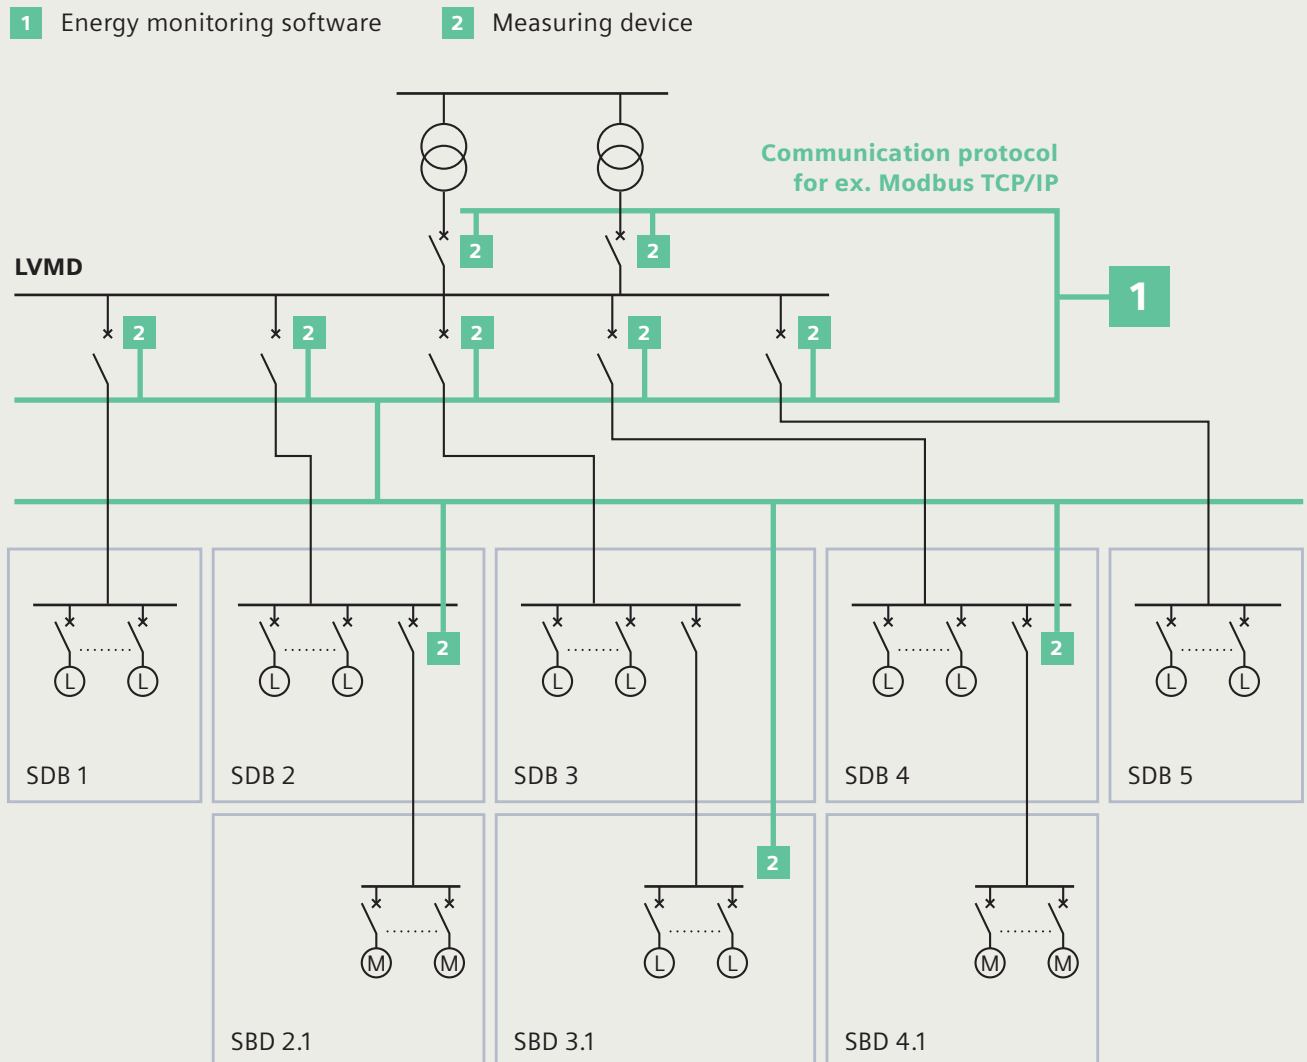 1 Energy monitoring software 2 Measuring device
Communication protocol
for ex. Modbus TCP/IP
2 2
LVMD
1
2 2 2 2 2
2 2
L L L L L L L L L L
SDB 1 SDB 2 SDB 3 SDB 4 SDB 5
2
M M L L M M
SBD 2.1 SBD 3.1 SBD 4.1